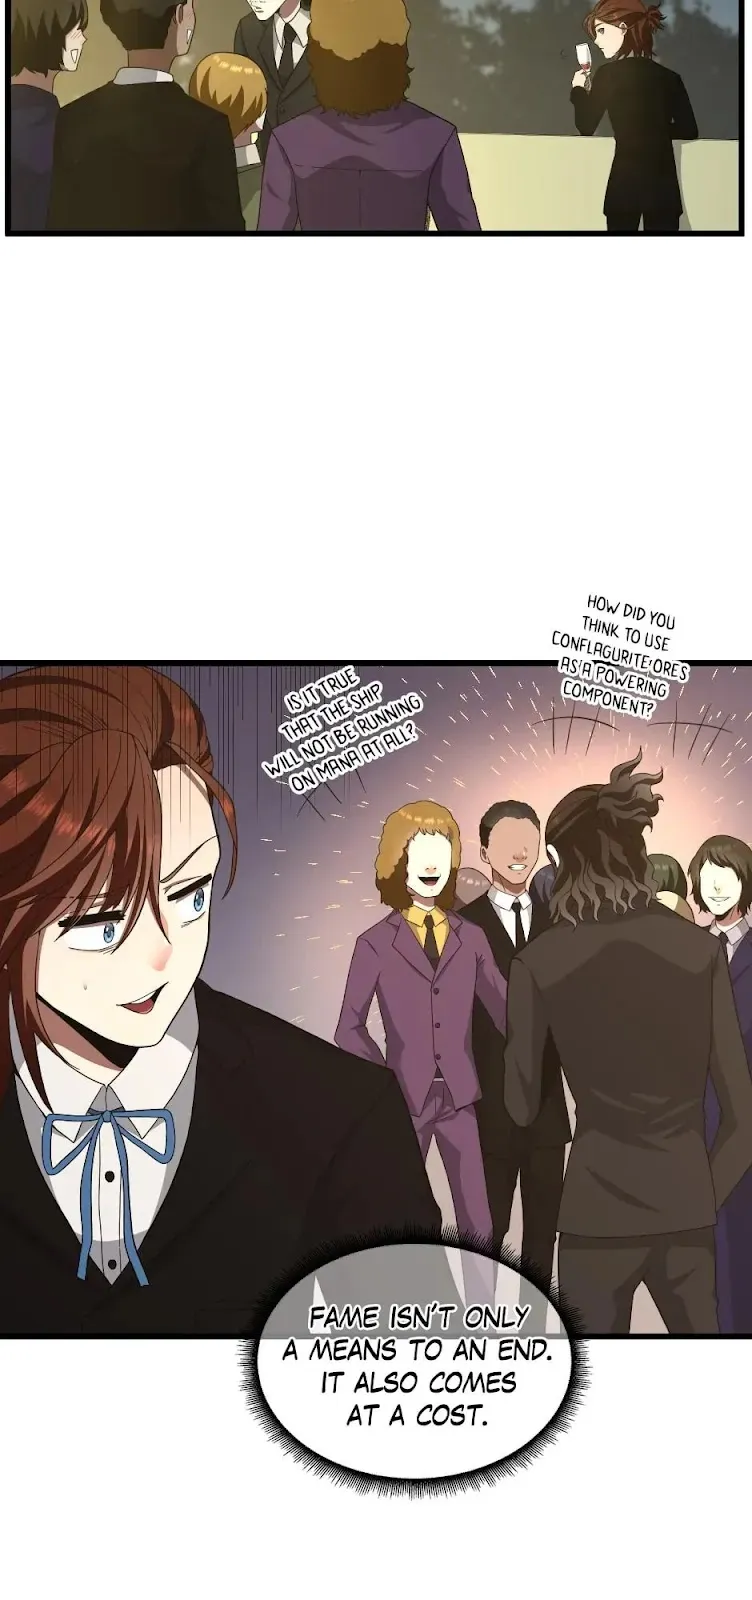 HOW DID YOU
THINK TO USE
CONFLAGURITE ORES
AS A POWERING
COMPONENT?
IS IT TRUE
THAT THE SHIP
WILL NOT BE RUNNING
ON MANA AT ALL?
FAME ISN'T ONLY
A MEANS TO AN END.
IT ALSO COMES
AT A COST.